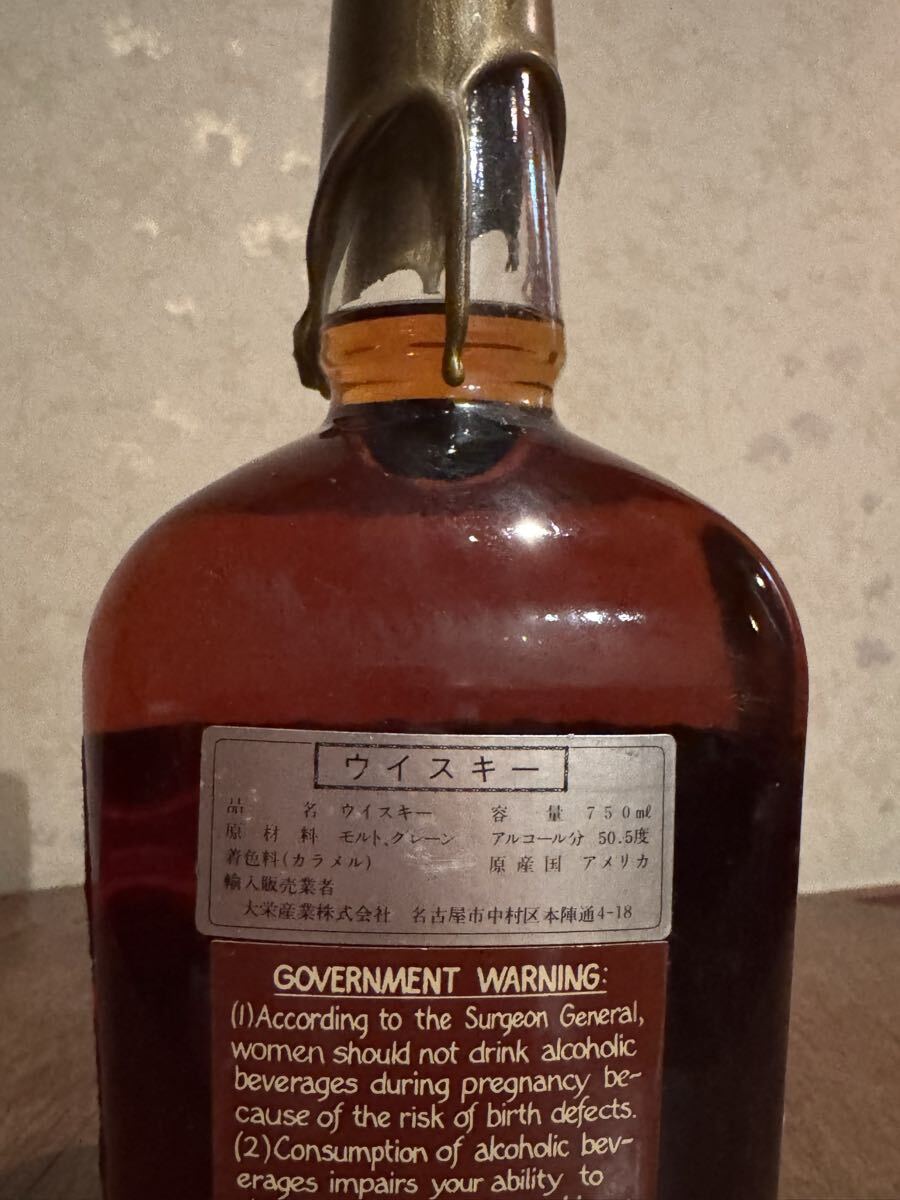 ウイスキー
品名 ウイスキー 容量 750㎖
原材料 モルト、グレーン アルコール分 50.5度
着色料(カラメル) 原産国 アメリカ
輸入販売業者
大栄産業株式会社 名古屋市中村区本陣通4-18
GOVERNMENT WARNING:
(1)According to the Surgeon General,
women should not drink alcoholic
beverages during pregnancy be-
cause of the risk of birth defects.
(2)Consumption of alcoholic bev-
erages impairs your ability to